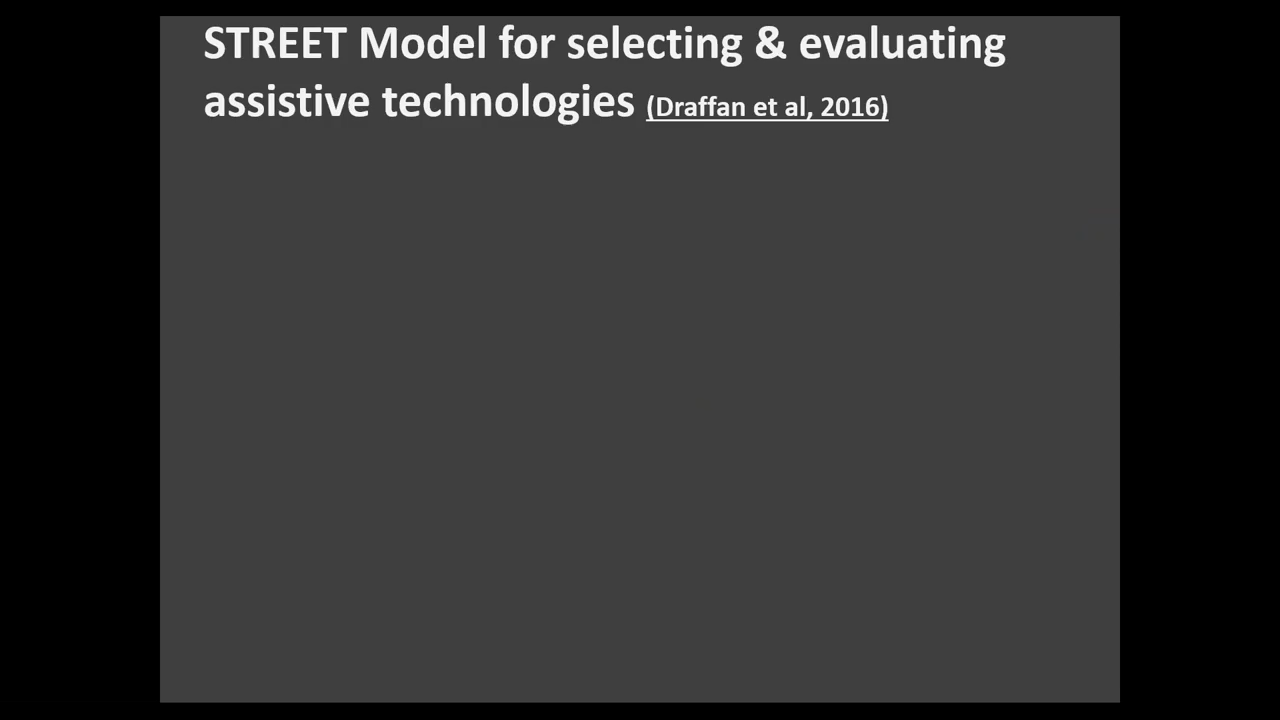 STREET Model for selecting & evaluating
assistive technologies (Draffan et al, 2016)